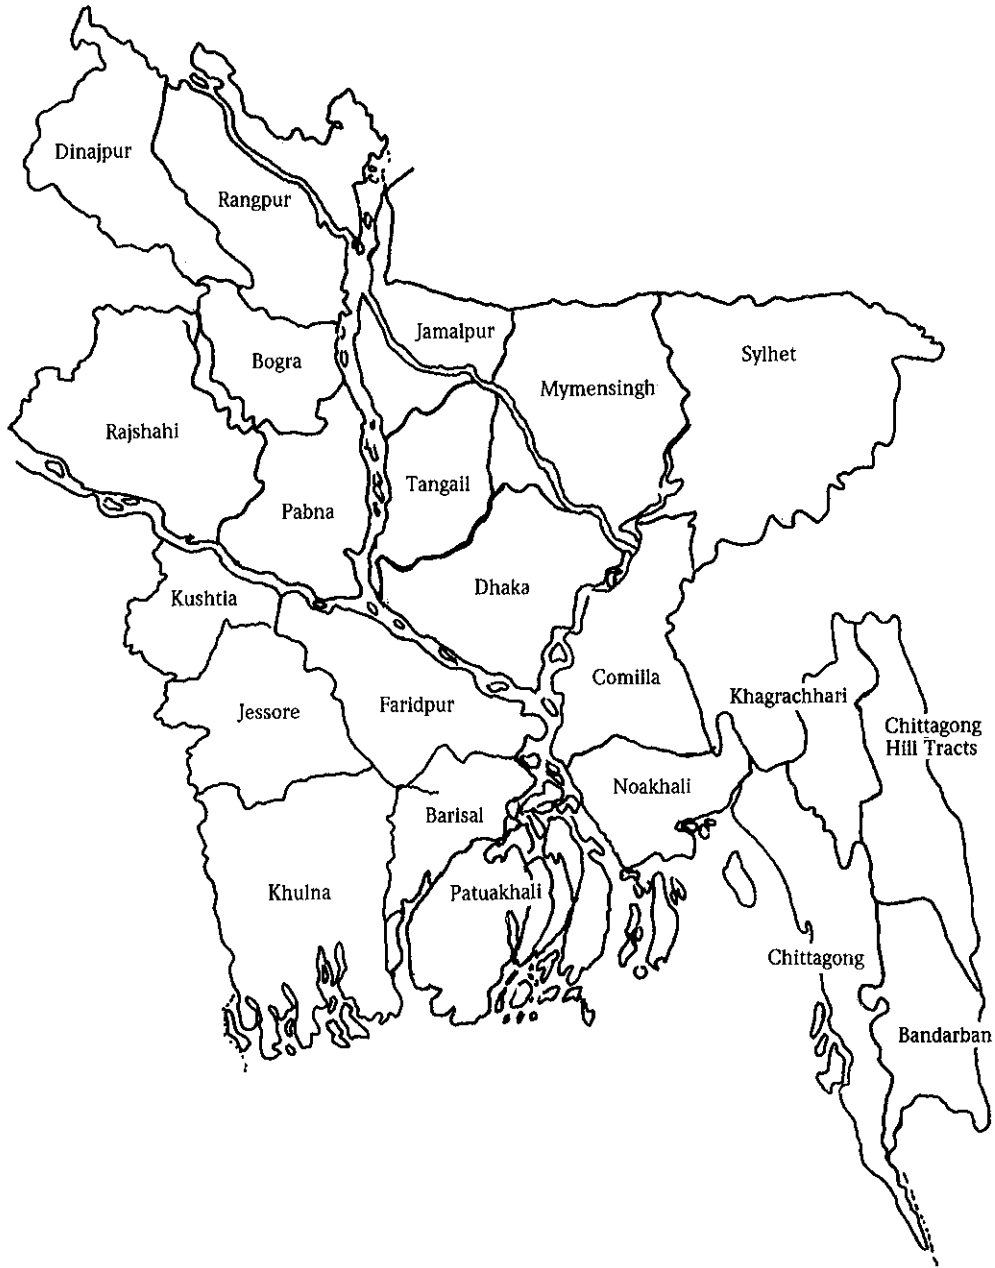 Dinajpur
Rangpur
Jamalpur
Sylhet
Bogra
Mymensingh
Rajshahi
Tangail
Pabna
Dhaka
Kushtia
Comilla
Khagrachhari
Faridpur
Jessore
Chittagong
Hill Tracts
Noakhali
Barisal
Khulna
Patuakhali
Chittagong
Bandarban